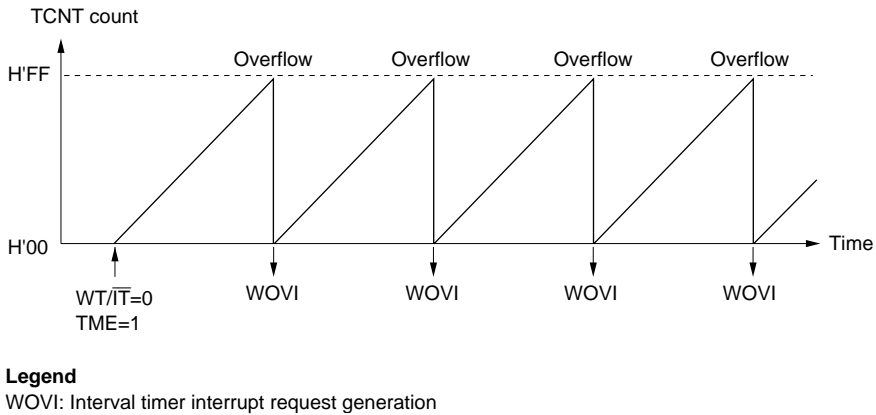 TCNT count
Overflow Overflow Overflow Overflow
H'FF
H'00
Time
WT/I̅T̅=0
TME=1
WOVI WOVI WOVI WOVI
Legend
WOVI: Interval timer interrupt request generation